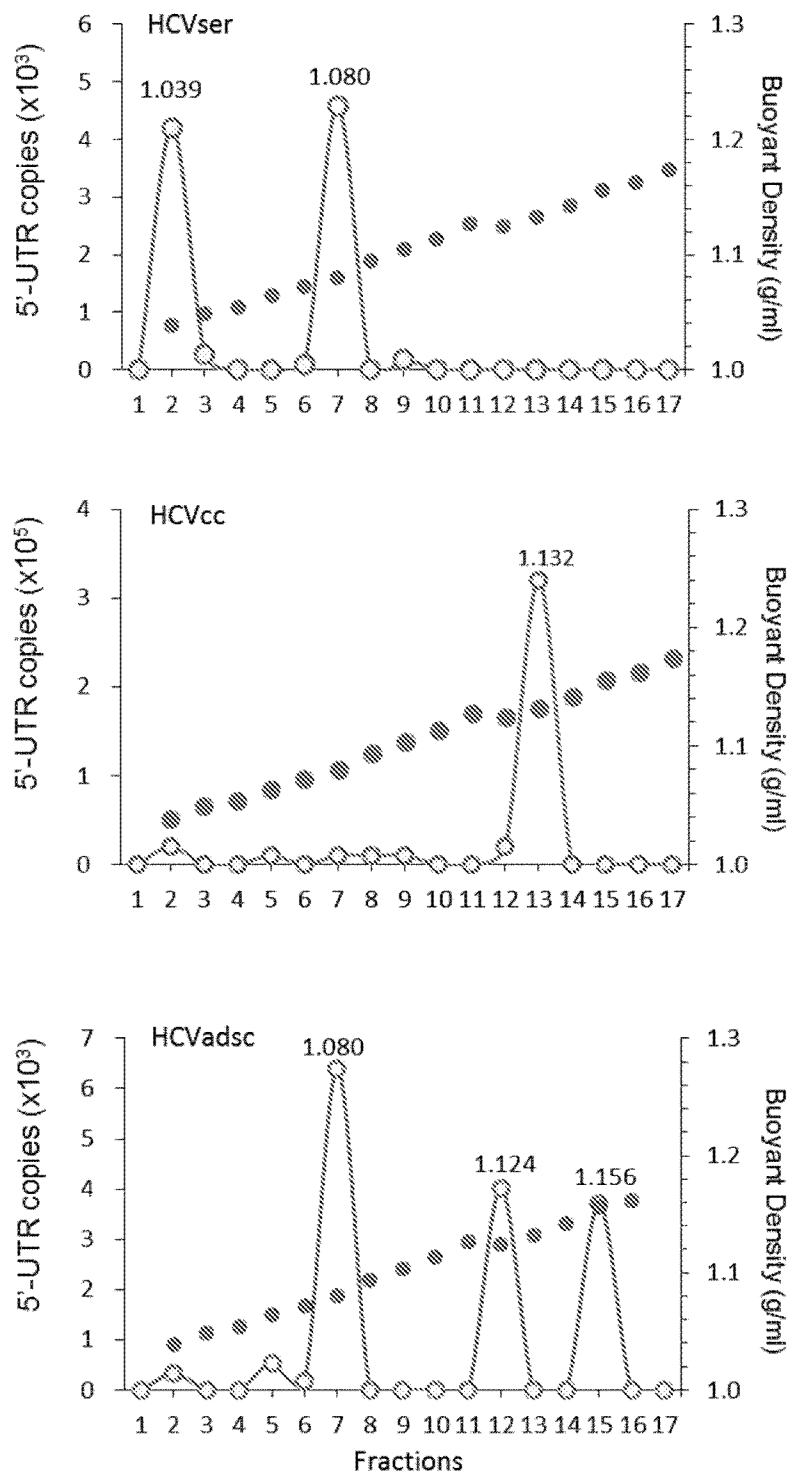 HCVser
5'-UTR copies (x10³)
6
5
4
3
2
1
0
1.039
1.080
1.3
1.2
1.1
1.0
Buoyant Density (g/ml)
1 2 3 4 5 6 7 8 9 10 11 12 13 14 15 16 17
HCVcc
5'-UTR copies (x10⁵)
4
3
2
1
0
1.132
1.3
1.2
1.1
1.0
Buoyant Density (g/ml)
1 2 3 4 5 6 7 8 9 10 11 12 13 14 15 16 17
HCVadsc
5'-UTR copies (x10³)
7
6
5
4
3
2
1
0
1.080
1.124
1.156
1.3
1.2
1.1
1.0
Buoyant Density (g/ml)
1 2 3 4 5 6 7 8 9 10 11 12 13 14 15 16 17
Fractions